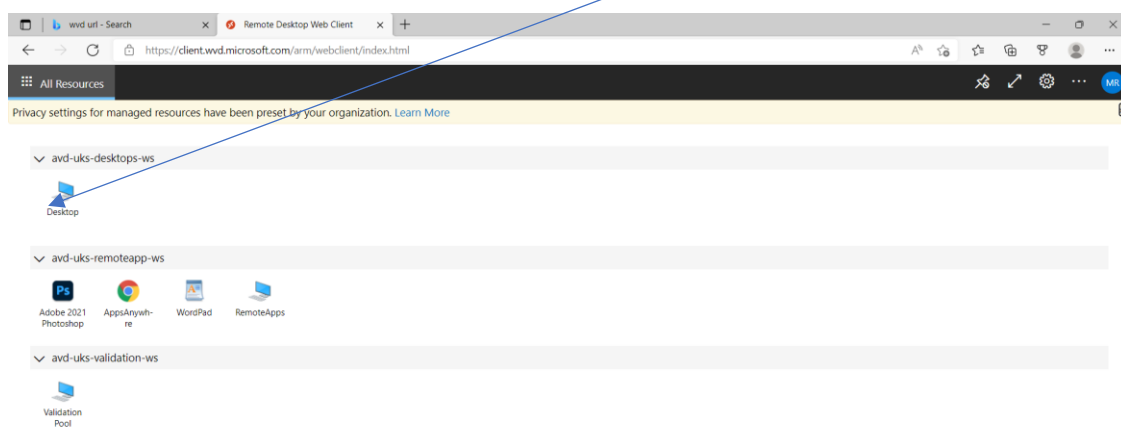 wvd url - Search
Remote Desktop Web Client
https://client.wvd.microsoft.com/arm/webclient/index.html
All Resources
MR
Privacy settings for managed resources have been preset by your organization. Learn More
avd-uks-desktops-ws
Desktop
avd-uks-remoteapp-ws
Ps
Adobe 2021
Photoshop
AppsAnywh-
re
WordPad
RemoteApps
avd-uks-validation-ws
Validation
Pool